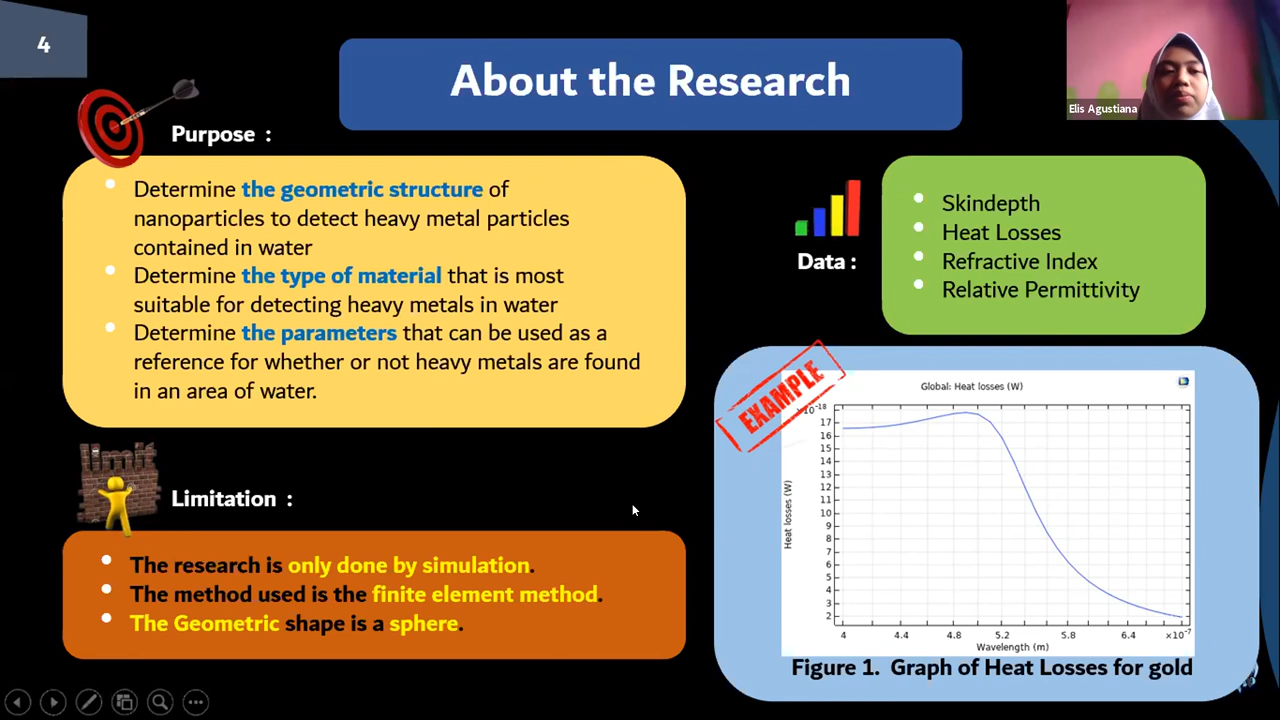 4
About the Research
Elis Agustiana
Purpose :
• Determine the geometric structure of
nanoparticles to detect heavy metal particles
contained in water
• Determine the type of material that is most
suitable for detecting heavy metals in water
• Determine the parameters that can be used as a
reference for whether or not heavy metals are found
in an area of water.
Data :
• Skindepth
• Heat Losses
• Refractive Index
• Relative Permittivity
limit
Limitation :
• The research is only done by simulation.
• The method used is the finite element method.
• The Geometric shape is a sphere.
EXAMPLE
Global: Heat losses (W)
×10⁻¹⁸
17
16
15
14
13
12
11
10
9
8
7
6
5
4
3
2
Heat losses (W)
4 4.4 4.8 5.2 5.8 6.4 ×10⁻⁷
Wavelength (m)
Figure 1. Graph of Heat Losses for gold